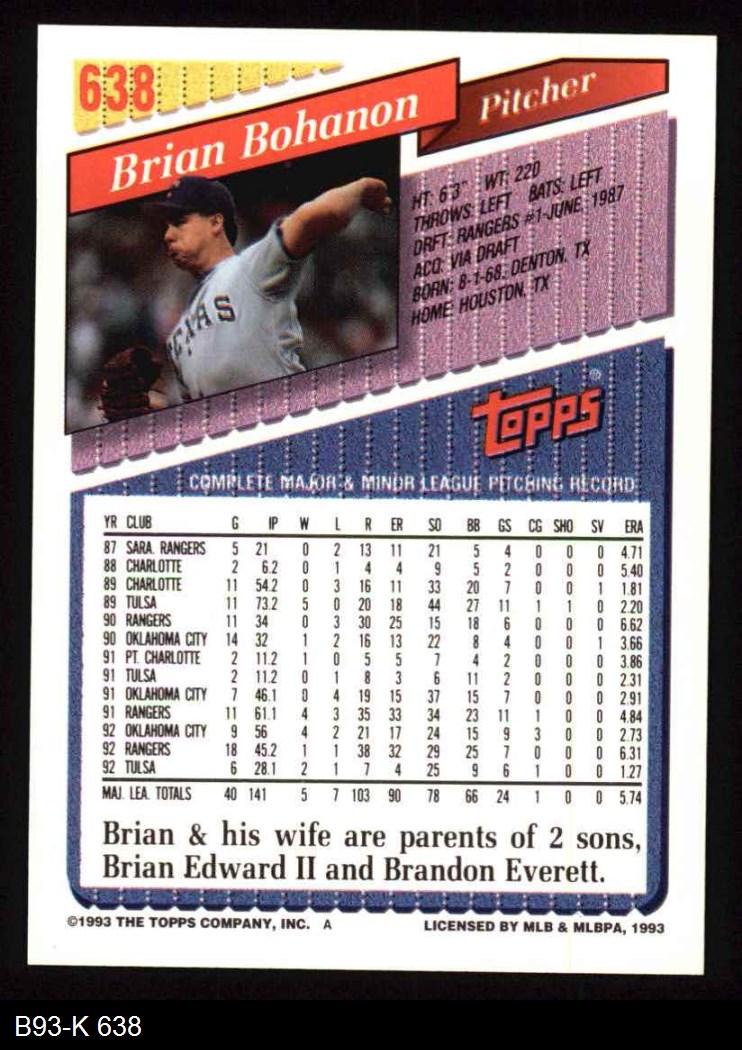 638
Brian Bohanon
Pitcher
HT: 6'3" WT: 220
THROWS: LEFT BATS: LEFT
DRFT: RANGERS #1-JUNE, 1987
ACQ: VIA DRAFT
BORN: 8-1-68, DENTON, TX
HOME: HOUSTON, TX
TEXAS
Topps®
COMPLETE MAJOR & MINOR LEAGUE PITCHING RECORD
YR CLUB G IP W L R ER SO BB GS CG SHO SV ERA
87 SARA. RANGERS 5 21 0 2 13 11 21 5 4 0 0 0 4.71
88 CHARLOTTE 2 6.2 0 1 4 4 9 5 2 0 0 0 5.40
89 CHARLOTTE 11 54.2 0 3 16 11 33 20 7 0 0 1 1.81
89 TULSA 11 73.2 5 0 20 18 44 27 11 1 1 0 2.20
90 RANGERS 11 34 0 3 30 25 15 18 6 0 0 0 6.62
90 OKLAHOMA CITY 14 32 1 2 16 13 22 8 4 0 0 1 3.66
91 PT. CHARLOTTE 2 11.2 1 0 5 5 7 4 2 0 0 0 3.86
91 TULSA 2 11.2 0 1 8 3 6 11 2 0 0 0 2.31
91 OKLAHOMA CITY 7 46.1 0 4 19 15 37 15 7 0 0 0 2.91
91 RANGERS 11 61.1 4 3 35 33 34 23 11 1 0 0 4.84
92 OKLAHOMA CITY 9 56 4 2 21 17 24 15 9 3 0 0 2.73
92 RANGERS 18 45.2 1 1 38 32 29 25 7 0 0 0 6.31
92 TULSA 6 28.1 2 1 7 4 25 9 6 1 0 0 1.27
MAJ. LEA. TOTALS 40 141 5 7 103 90 78 66 24 1 0 0 5.74
Brian & his wife are parents of 2 sons,
Brian Edward II and Brandon Everett.
©1993 THE TOPPS COMPANY, INC. A LICENSED BY MLB & MLBPA, 1993
B93-K 638